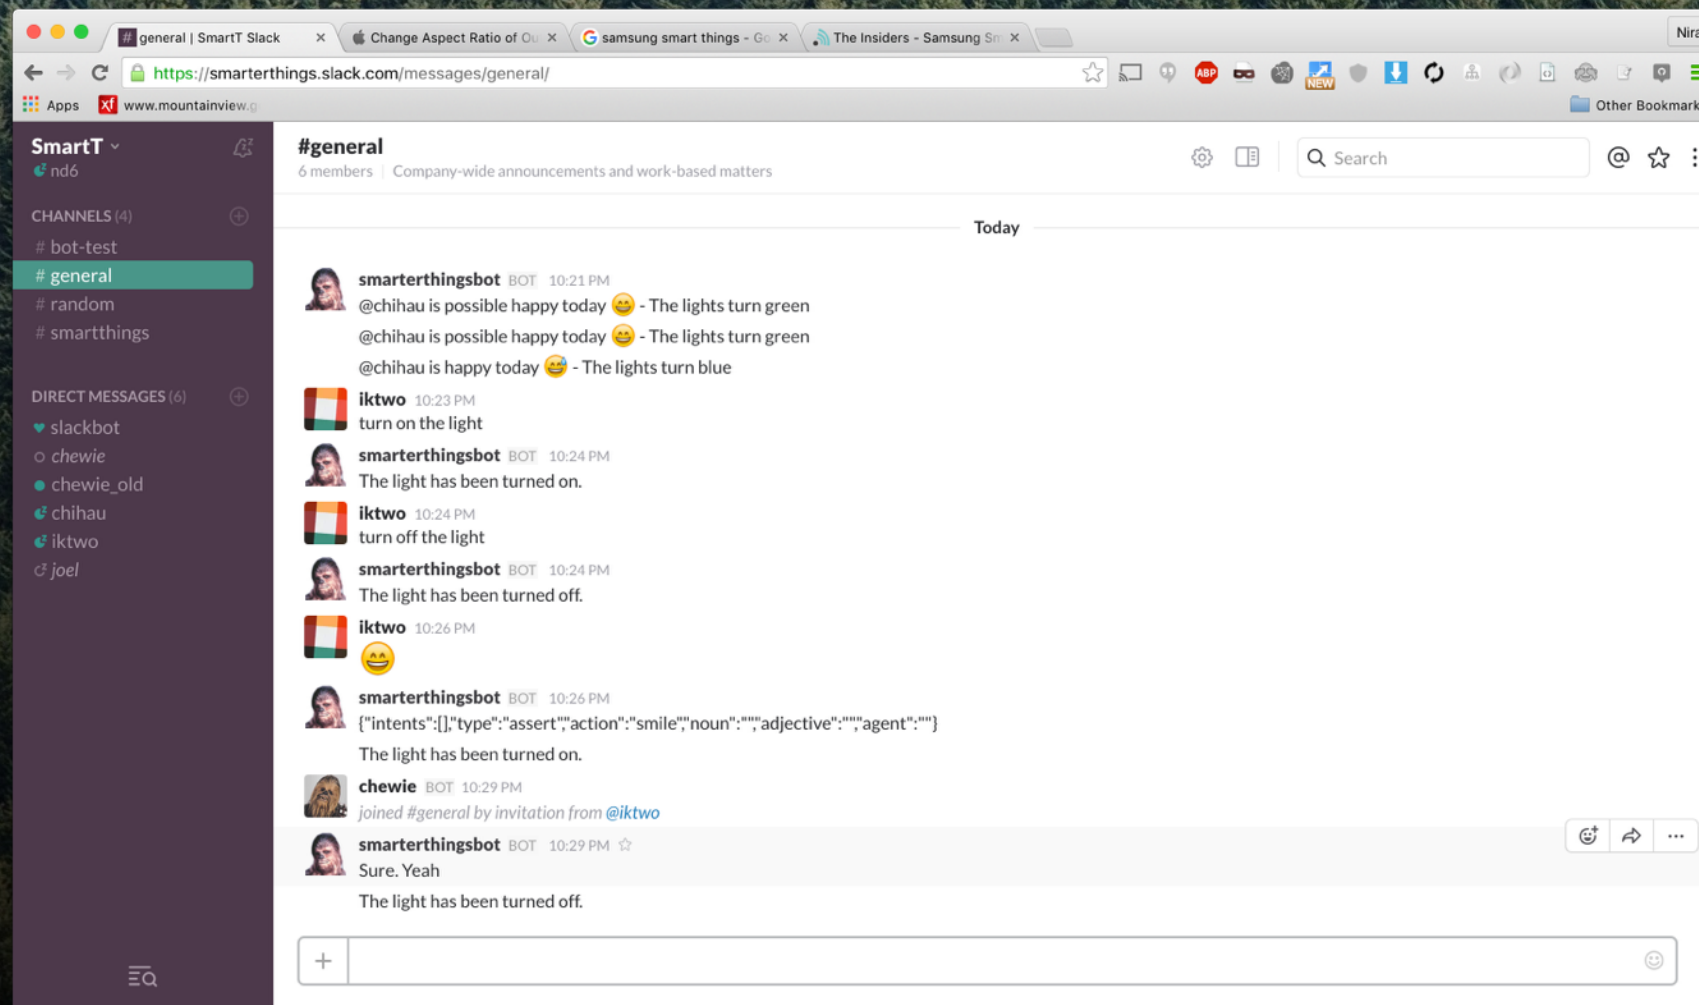 general | SmartT Slack
Change Aspect Ratio of Ou
samsung smart things - Go
The Insiders - Samsung Sm
Nira
https://smarterthings.slack.com/messages/general/
ABP
NEW
Apps
www.mountainview.g
Other Bookmark
SmartT
nd6
CHANNELS (4)
# bot-test
# general
# random
# smartthings
DIRECT MESSAGES (6)
slackbot
chewie
chewie_old
chihau
iktwo
joel
#general
6 members | Company-wide announcements and work-based matters
Search
Today
smarterthingsbot BOT 10:21 PM
@chihau is possible happy today 😄 - The lights turn green
@chihau is possible happy today 😄 - The lights turn green
@chihau is happy today 😅 - The lights turn blue
iktwo 10:23 PM
turn on the light
smarterthingsbot BOT 10:24 PM
The light has been turned on.
iktwo 10:24 PM
turn off the light
smarterthingsbot BOT 10:24 PM
The light has been turned off.
iktwo 10:26 PM
😄
smarterthingsbot BOT 10:26 PM
{"intents":[],"type":"assert","action":"smile","noun":"","adjective":"","agent":""}
The light has been turned on.
chewie BOT 10:29 PM
joined #general by invitation from @iktwo
smarterthingsbot BOT 10:29 PM
Sure. Yeah
The light has been turned off.